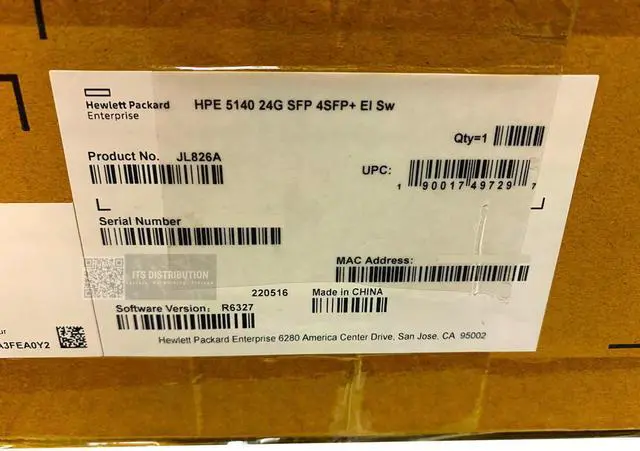 Hewlett Packard
Enterprise
HPE 5140 24G SFP 4SFP+ EI Sw
Qty=1
Product No. JL826A
UPC:
1 90017 49729 7
Serial Number
MAC Address:
ITS DISTRIBUTION
220516 Made in CHINA
Software Version: R6327
Hewlett Packard Enterprise 6280 America Center Drive, San Jose, CA 95002
ur
A3FEA0Y2